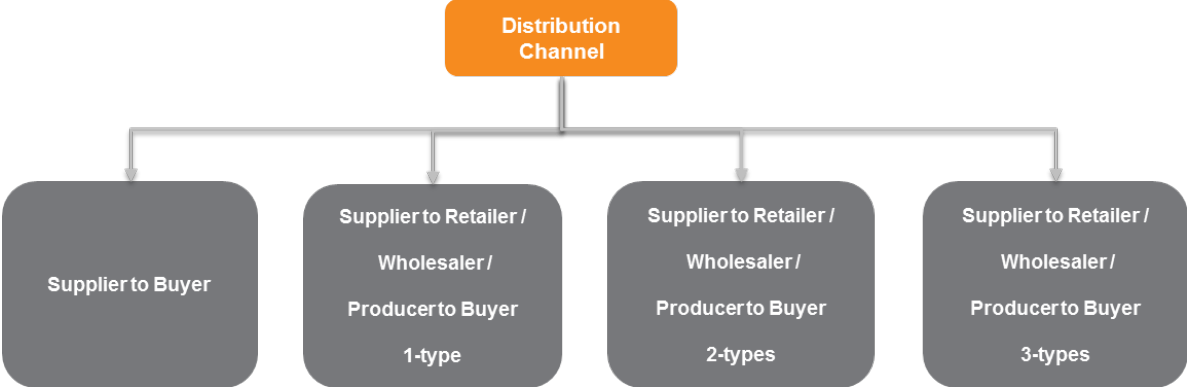 Distribution
Channel
Supplier to Buyer
Supplier to Retailer /
Wholesaler /
Producer to Buyer
1-type
Supplier to Retailer /
Wholesaler /
Producer to Buyer
2-types
Supplier to Retailer /
Wholesaler /
Producer to Buyer
3-types